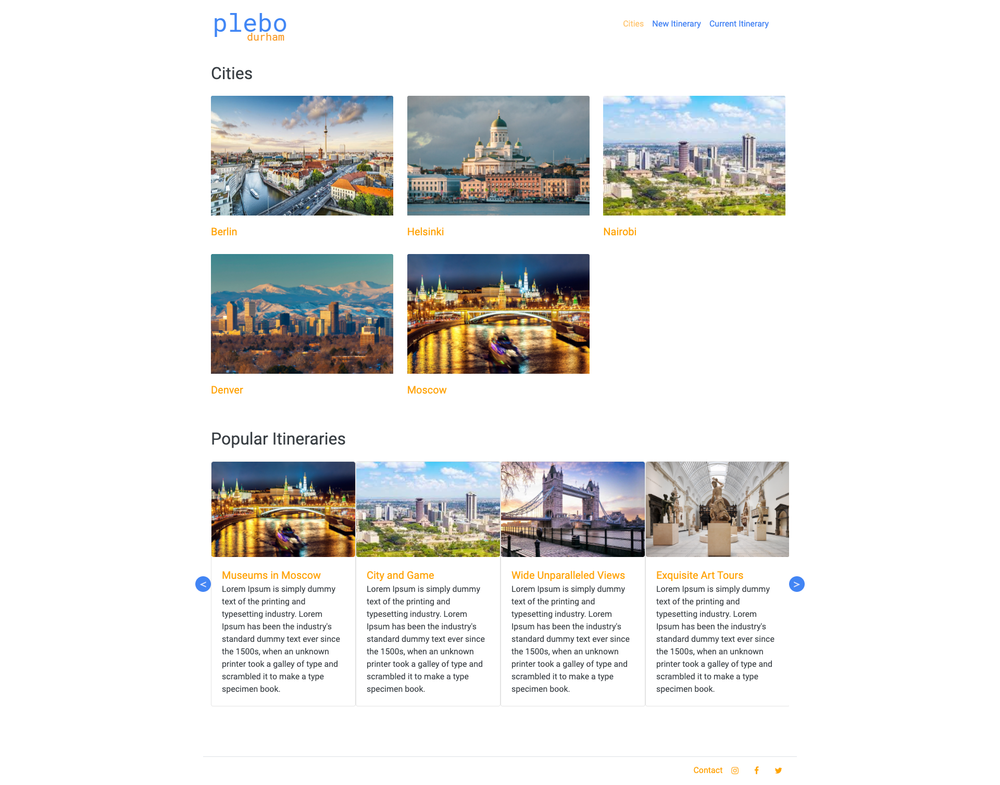 plebo
durham
Cities New Itinerary Current Itinerary
Cities
Berlin Helsinki Nairobi
Denver Moscow
Popular Itineraries
<
Museums in Moscow
Lorem Ipsum is simply dummy
text of the printing and
typesetting industry. Lorem
Ipsum has been the industry's
standard dummy text ever since
the 1500s, when an unknown
printer took a galley of type and
scrambled it to make a type
specimen book.
City and Game
Lorem Ipsum is simply dummy
text of the printing and
typesetting industry. Lorem
Ipsum has been the industry's
standard dummy text ever since
the 1500s, when an unknown
printer took a galley of type and
scrambled it to make a type
specimen book.
Wide Unparalleled Views
Lorem Ipsum is simply dummy
text of the printing and
typesetting industry. Lorem
Ipsum has been the industry's
standard dummy text ever since
the 1500s, when an unknown
printer took a galley of type and
scrambled it to make a type
specimen book.
Exquisite Art Tours
Lorem Ipsum is simply dummy
text of the printing and
typesetting industry. Lorem
Ipsum has been the industry's
standard dummy text ever since
the 1500s, when an unknown
printer took a galley of type and
scrambled it to make a type
specimen book.
>
Contact